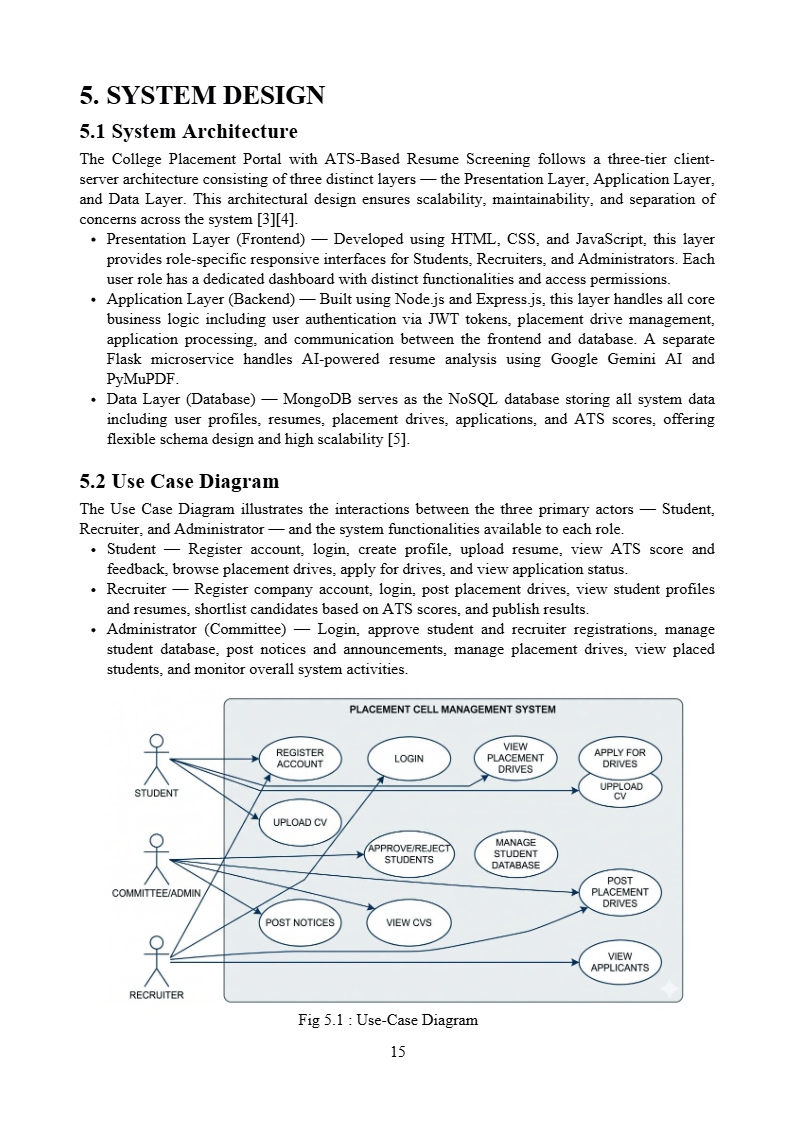 5. SYSTEM DESIGN
5.1 System Architecture
The College Placement Portal with ATS-Based Resume Screening follows a three-tier client-
server architecture consisting of three distinct layers — the Presentation Layer, Application Layer,
and Data Layer. This architectural design ensures scalability, maintainability, and separation of
concerns across the system [3][4].
• Presentation Layer (Frontend) — Developed using HTML, CSS, and JavaScript, this layer
provides role-specific responsive interfaces for Students, Recruiters, and Administrators. Each
user role has a dedicated dashboard with distinct functionalities and access permissions.
• Application Layer (Backend) — Built using Node.js and Express.js, this layer handles all core
business logic including user authentication via JWT tokens, placement drive management,
application processing, and communication between the frontend and database. A separate
Flask microservice handles AI-powered resume analysis using Google Gemini AI and
PyMuPDF.
• Data Layer (Database) — MongoDB serves as the NoSQL database storing all system data
including user profiles, resumes, placement drives, applications, and ATS scores, offering
flexible schema design and high scalability [5].
5.2 Use Case Diagram
The Use Case Diagram illustrates the interactions between the three primary actors — Student,
Recruiter, and Administrator — and the system functionalities available to each role.
• Student — Register account, login, create profile, upload resume, view ATS score and
feedback, browse placement drives, apply for drives, and view application status.
• Recruiter — Register company account, login, post placement drives, view student profiles
and resumes, shortlist candidates based on ATS scores, and publish results.
• Administrator (Committee) — Login, approve student and recruiter registrations, manage
student database, post notices and announcements, manage placement drives, view placed
students, and monitor overall system activities.
PLACEMENT CELL MANAGEMENT SYSTEM
STUDENT
REGISTER
ACCOUNT
LOGIN
VIEW
PLACEMENT
DRIVES
APPLY FOR
DRIVES
UPPLOAD
CV
UPLOAD CV
COMMITTEE/ADMIN
APPROVE/REJECT
STUDENTS
MANAGE
STUDENT
DATABASE
POST
PLACEMENT
DRIVES
POST NOTICES
VIEW CVS
RECRUITER
VIEW
APPLICANTS
Fig 5.1 : Use-Case Diagram
15